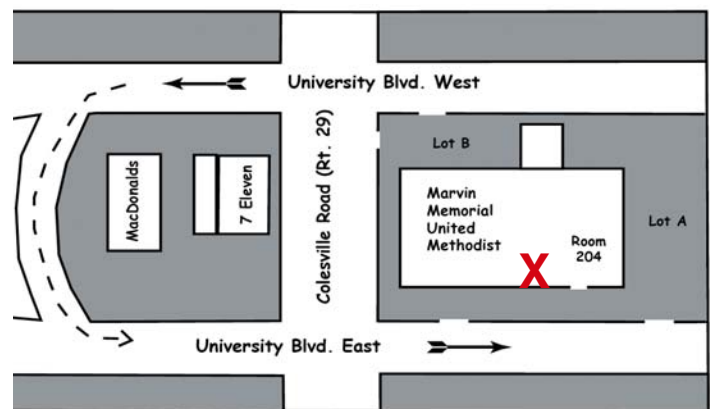 University Blvd. West
Colesville Road (Rt. 29)
MacDonalds
7 Eleven
Lot B
Marvin
Memorial
United
Methodist
Room
204
Lot A
X
University Blvd. East